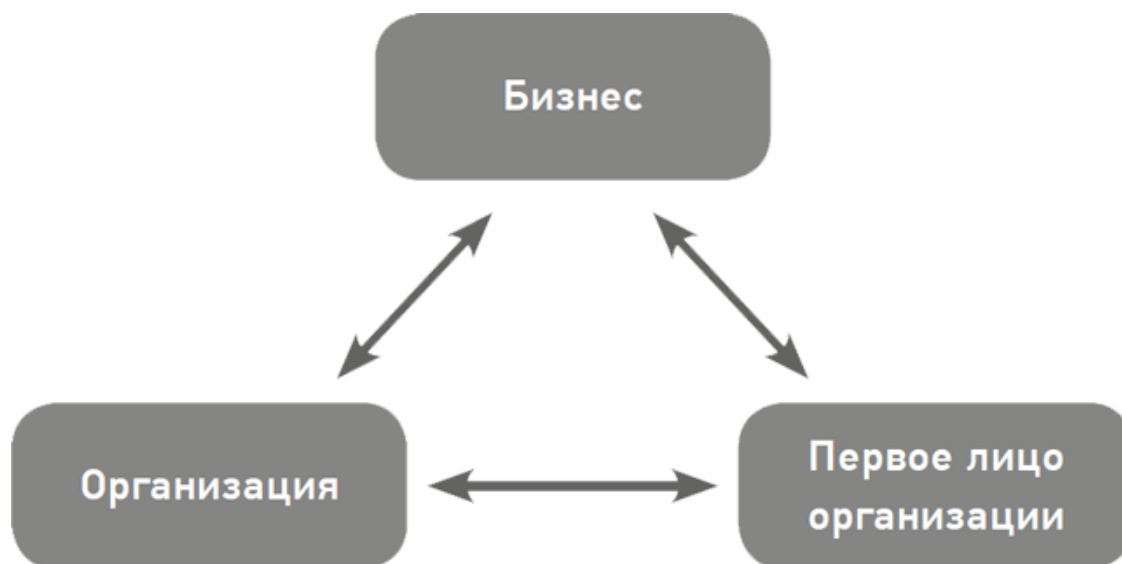 Бизнес
Организация
Первое лицо
организации